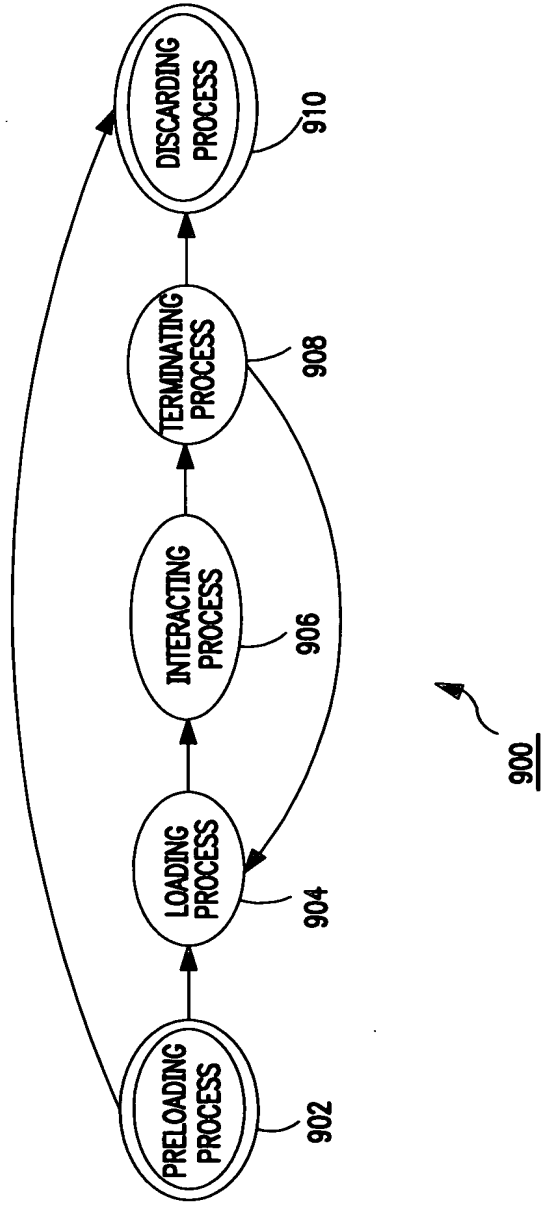 PRELOADING
PROCESS
902
LOADING
PROCESS
904
INTERACTING
PROCESS
906
TERMINATING
PROCESS
908
DISCARDING
PROCESS
910
900